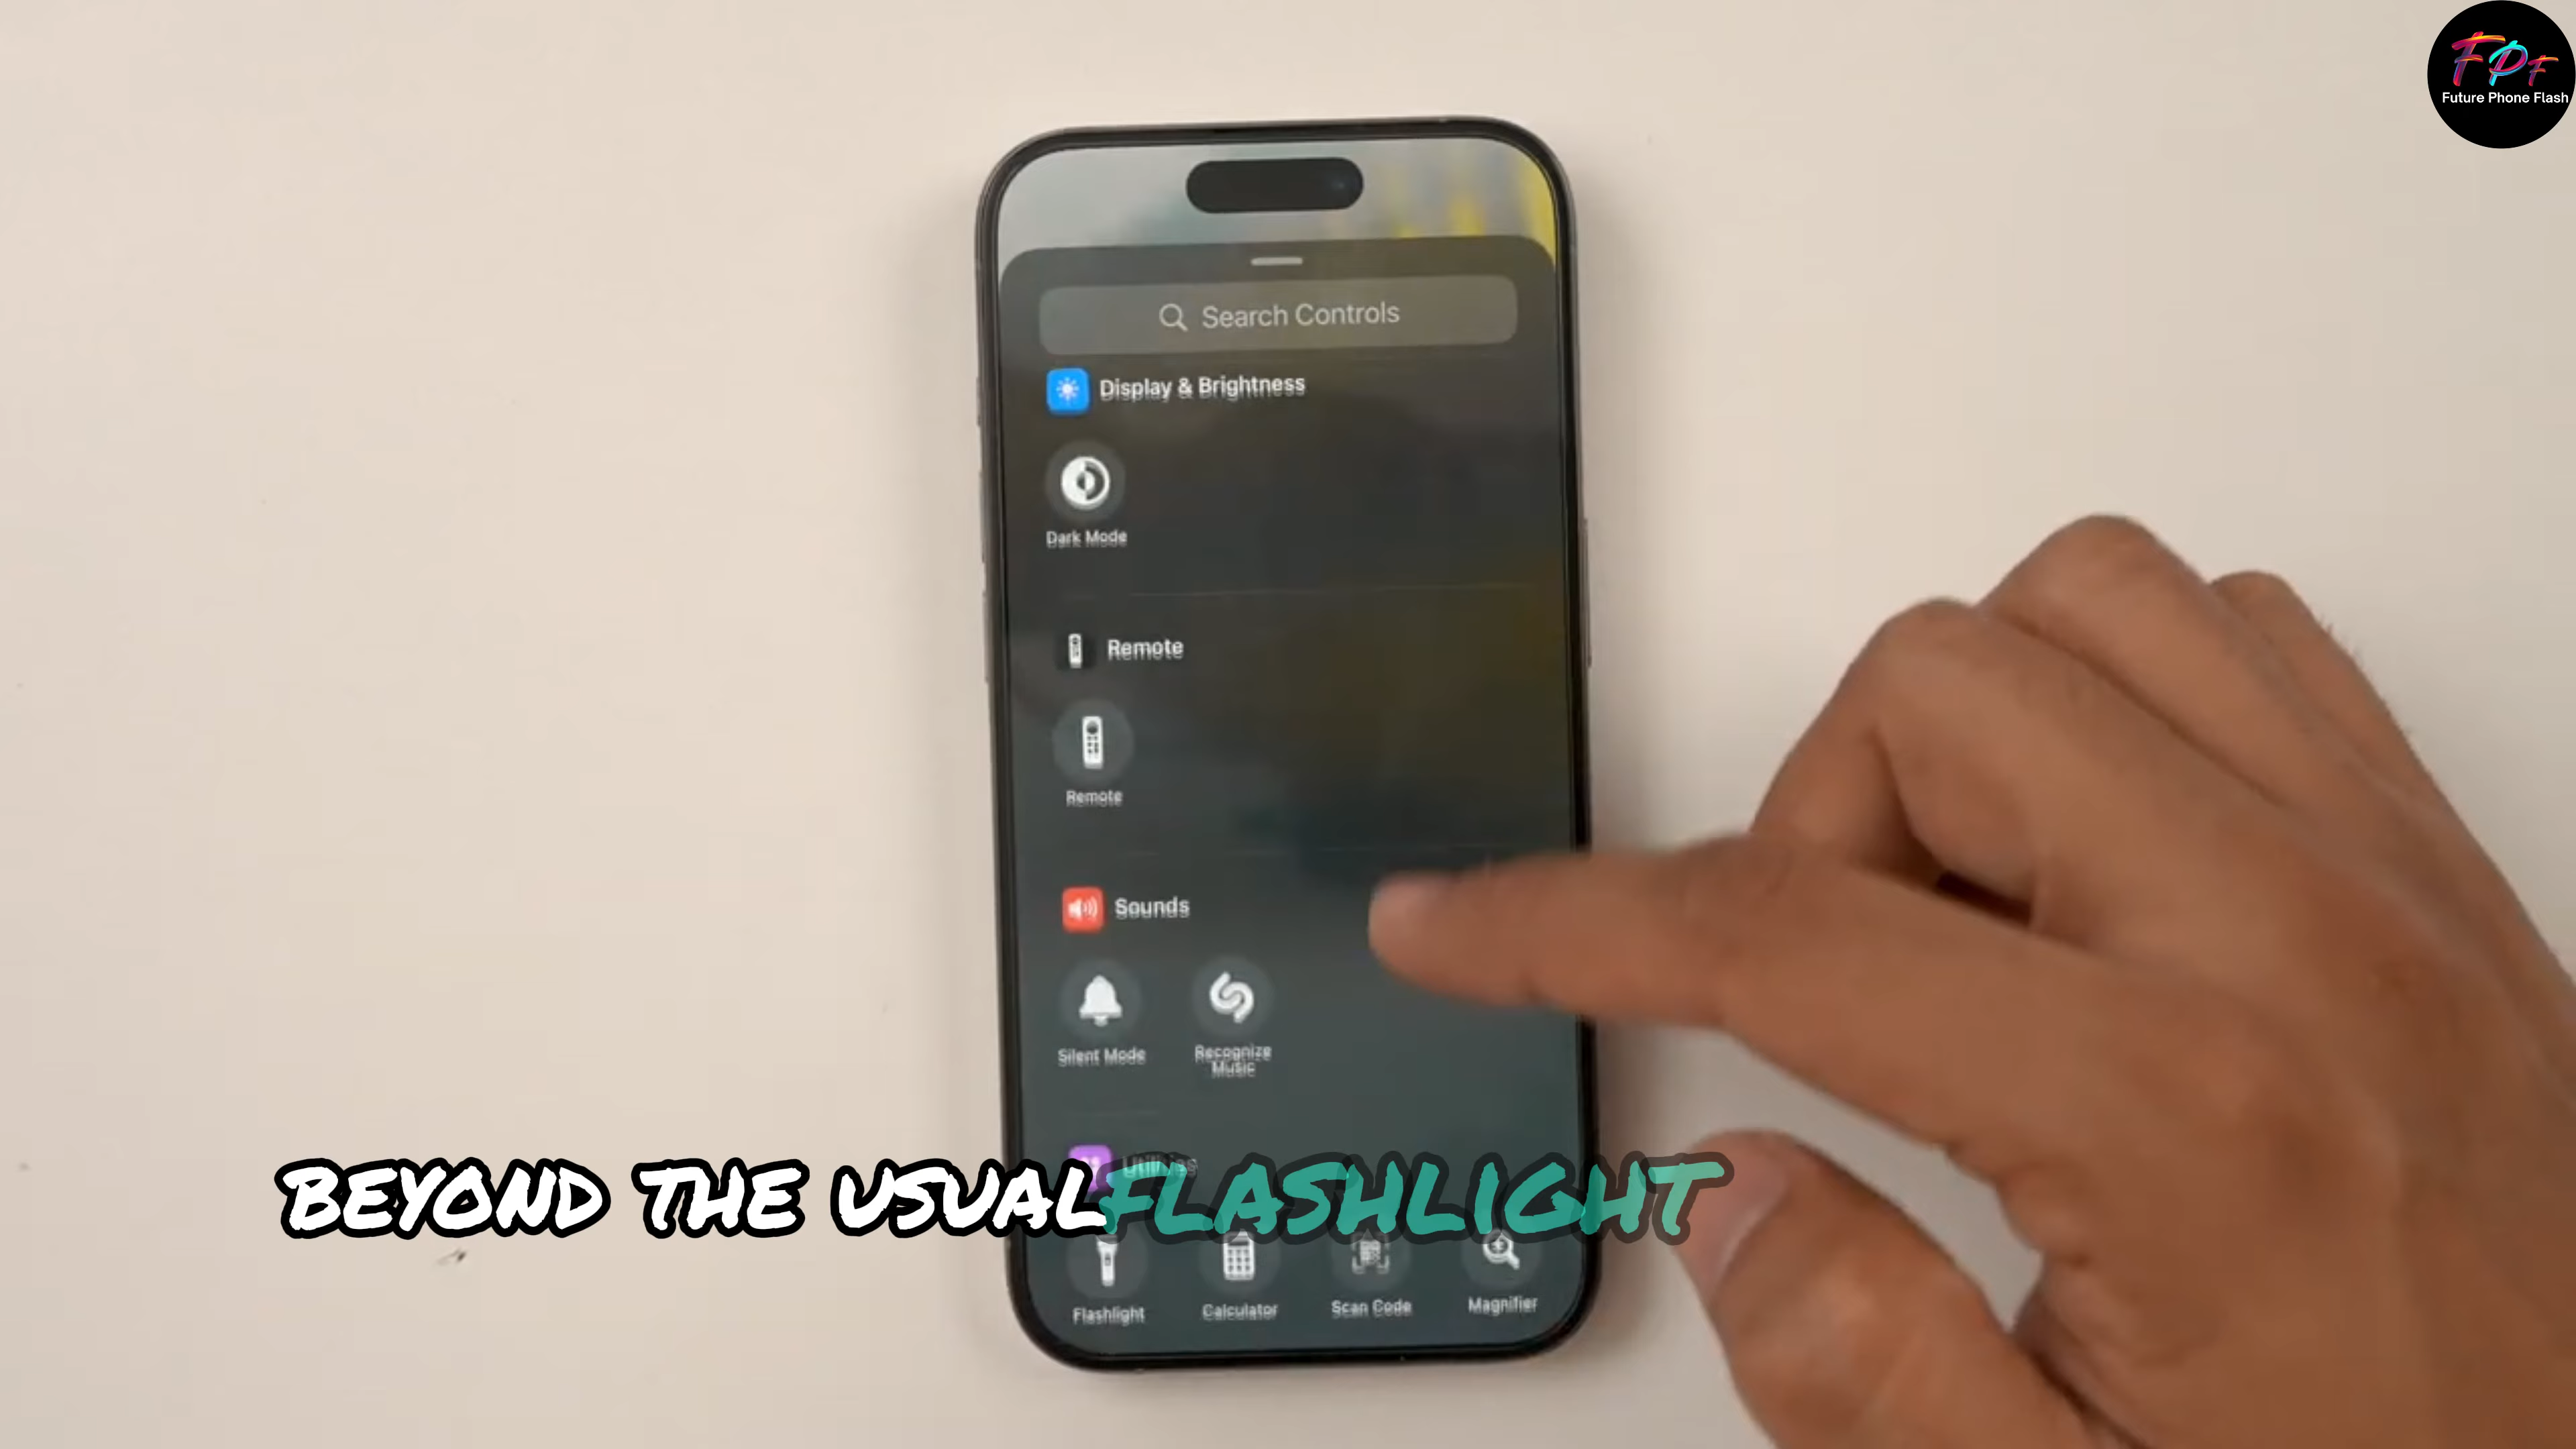 FPF
Future Phone Flash
Search Controls
Display & Brightness
Dark Mode
Remote
Remote
Sounds
Silent Mode
Recognize
Music
Utilities
BEYOND THE USUAL FLASHLIGHT
Flashlight
Calculator
Scan Code
Magnifier